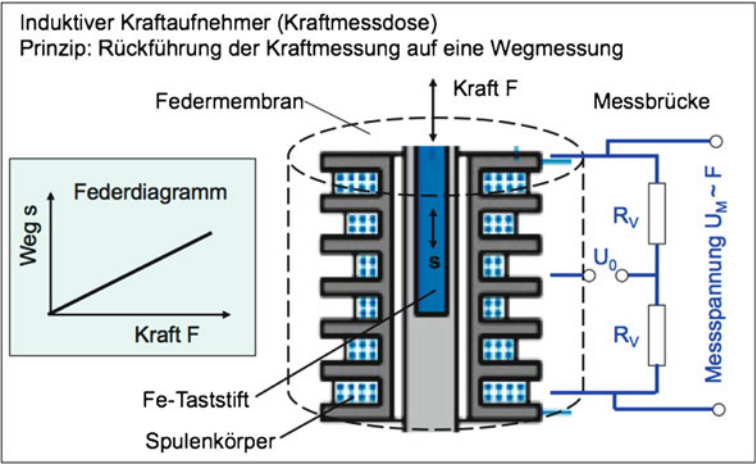 Induktiver Kraftaufnehmer (Kraftmessdose)
Prinzip: Rückführung der Kraftmessung auf eine Wegmessung
Federmembran
Kraft F
Messbrücke
Federdiagramm
Weg s
Kraft F
s
R_V
U_0
R_V
Messspannung U_M ~ F
Fe-Taststift
Spulenkörper